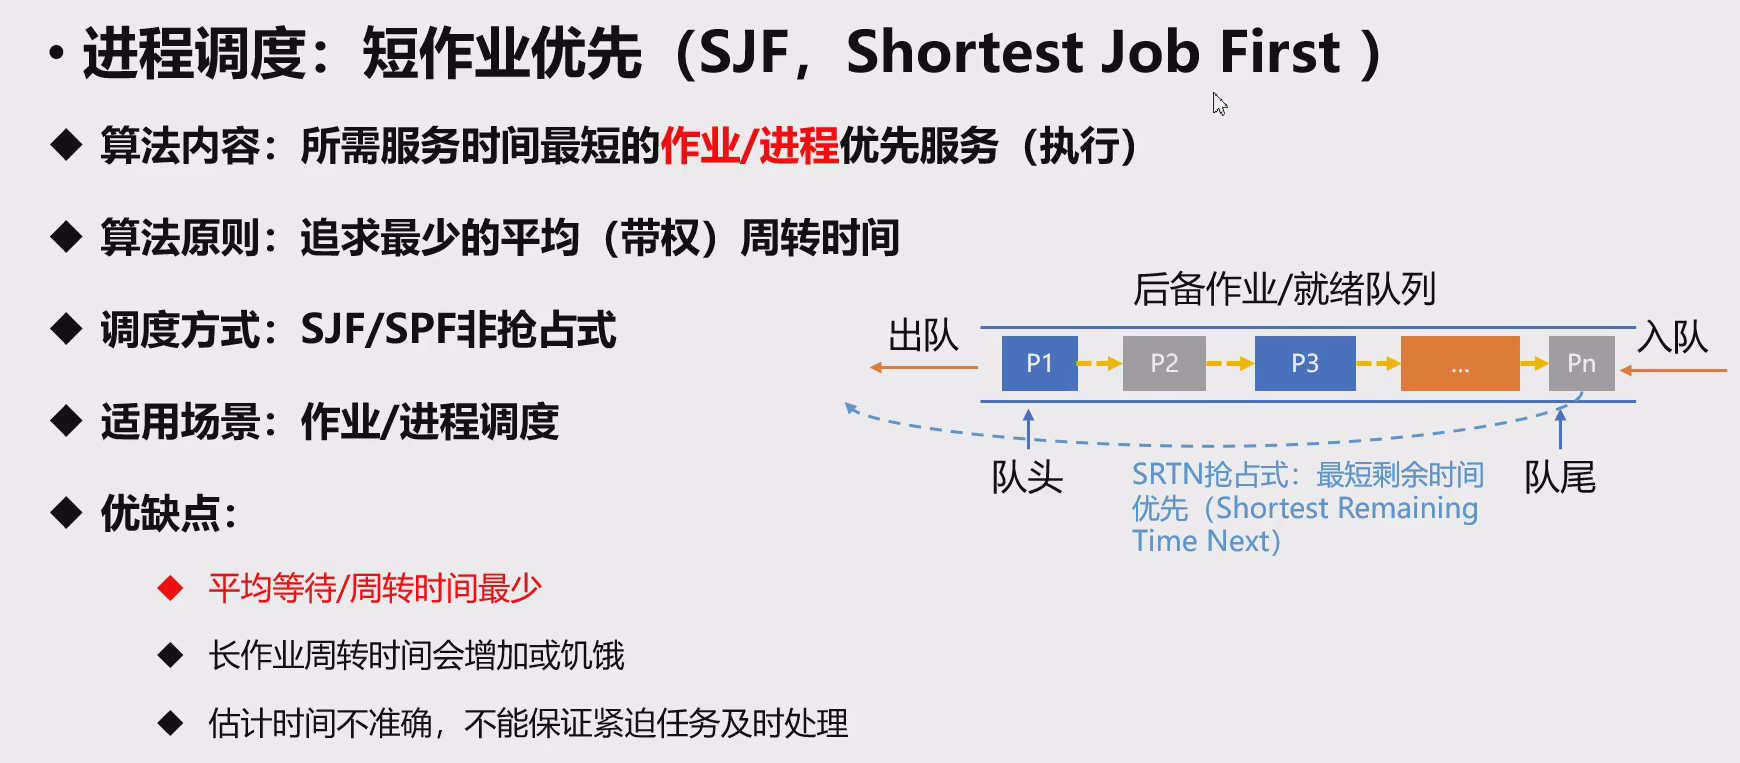 • 进程调度：短作业优先（SJF，Shortest Job First ）
◆ 算法内容：所需服务时间最短的作业/进程优先服务（执行）
◆ 算法原则：追求最少的平均（带权）周转时间
◆ 调度方式：SJF/SPF非抢占式
◆ 适用场景：作业/进程调度
◆ 优缺点：
◆ 平均等待/周转时间最少
◆ 长作业周转时间会增加或饥饿
◆ 估计时间不准确，不能保证紧迫任务及时处理
后备作业/就绪队列
出队
P1
P2
P3
...
Pn
入队
队头
队尾
SRTN抢占式：最短剩余时间
优先（Shortest Remaining
Time Next）